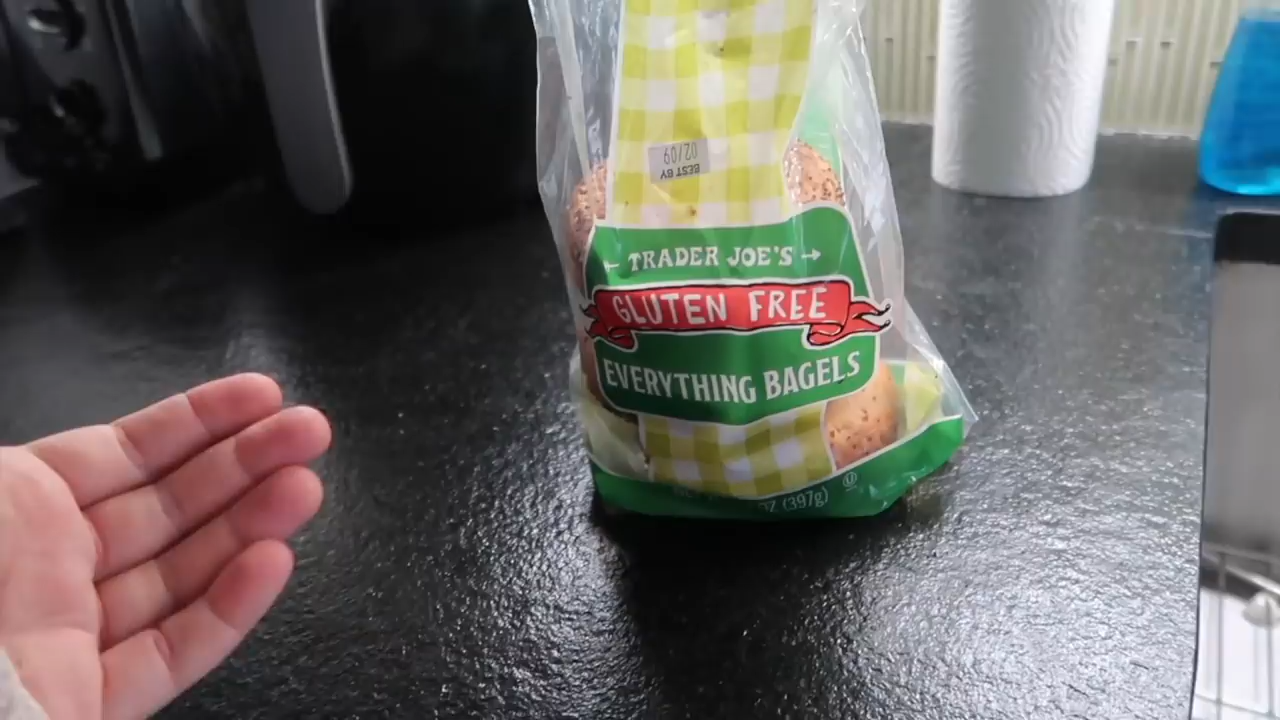 BEST BY
02/09
TRADER JOE'S
GLUTEN FREE
EVERYTHING BAGELS
OZ (397g)
U